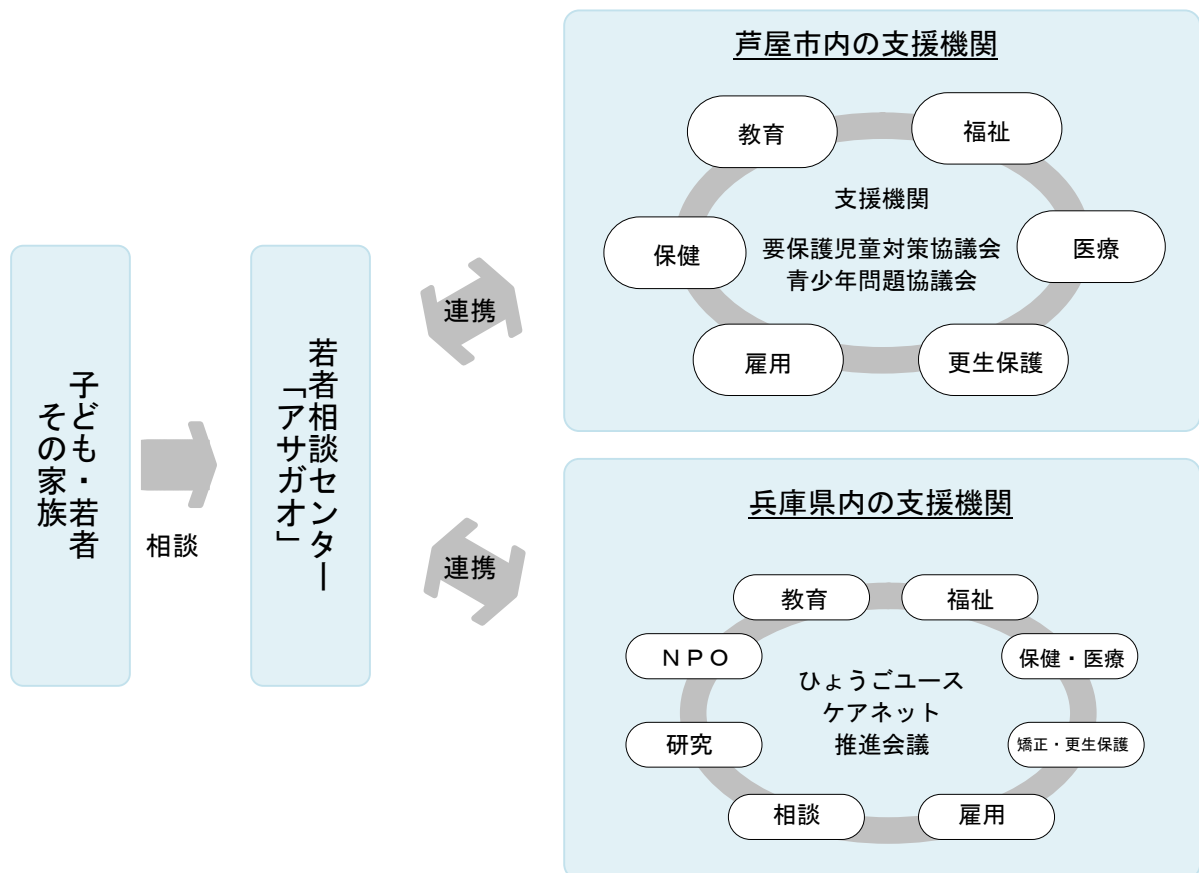 子ども・若者
その家族
相談
若者相談センター
「アサガオ」
連携
連携
芦屋市内の支援機関
教育
福祉
保健
医療
雇用
更生保護
支援機関
要保護児童対策協議会
青少年問題協議会
兵庫県内の支援機関
教育
福祉
ＮＰＯ
保健・医療
研究
矯正・更生保護
相談
雇用
ひょうごユース
ケアネット
推進会議